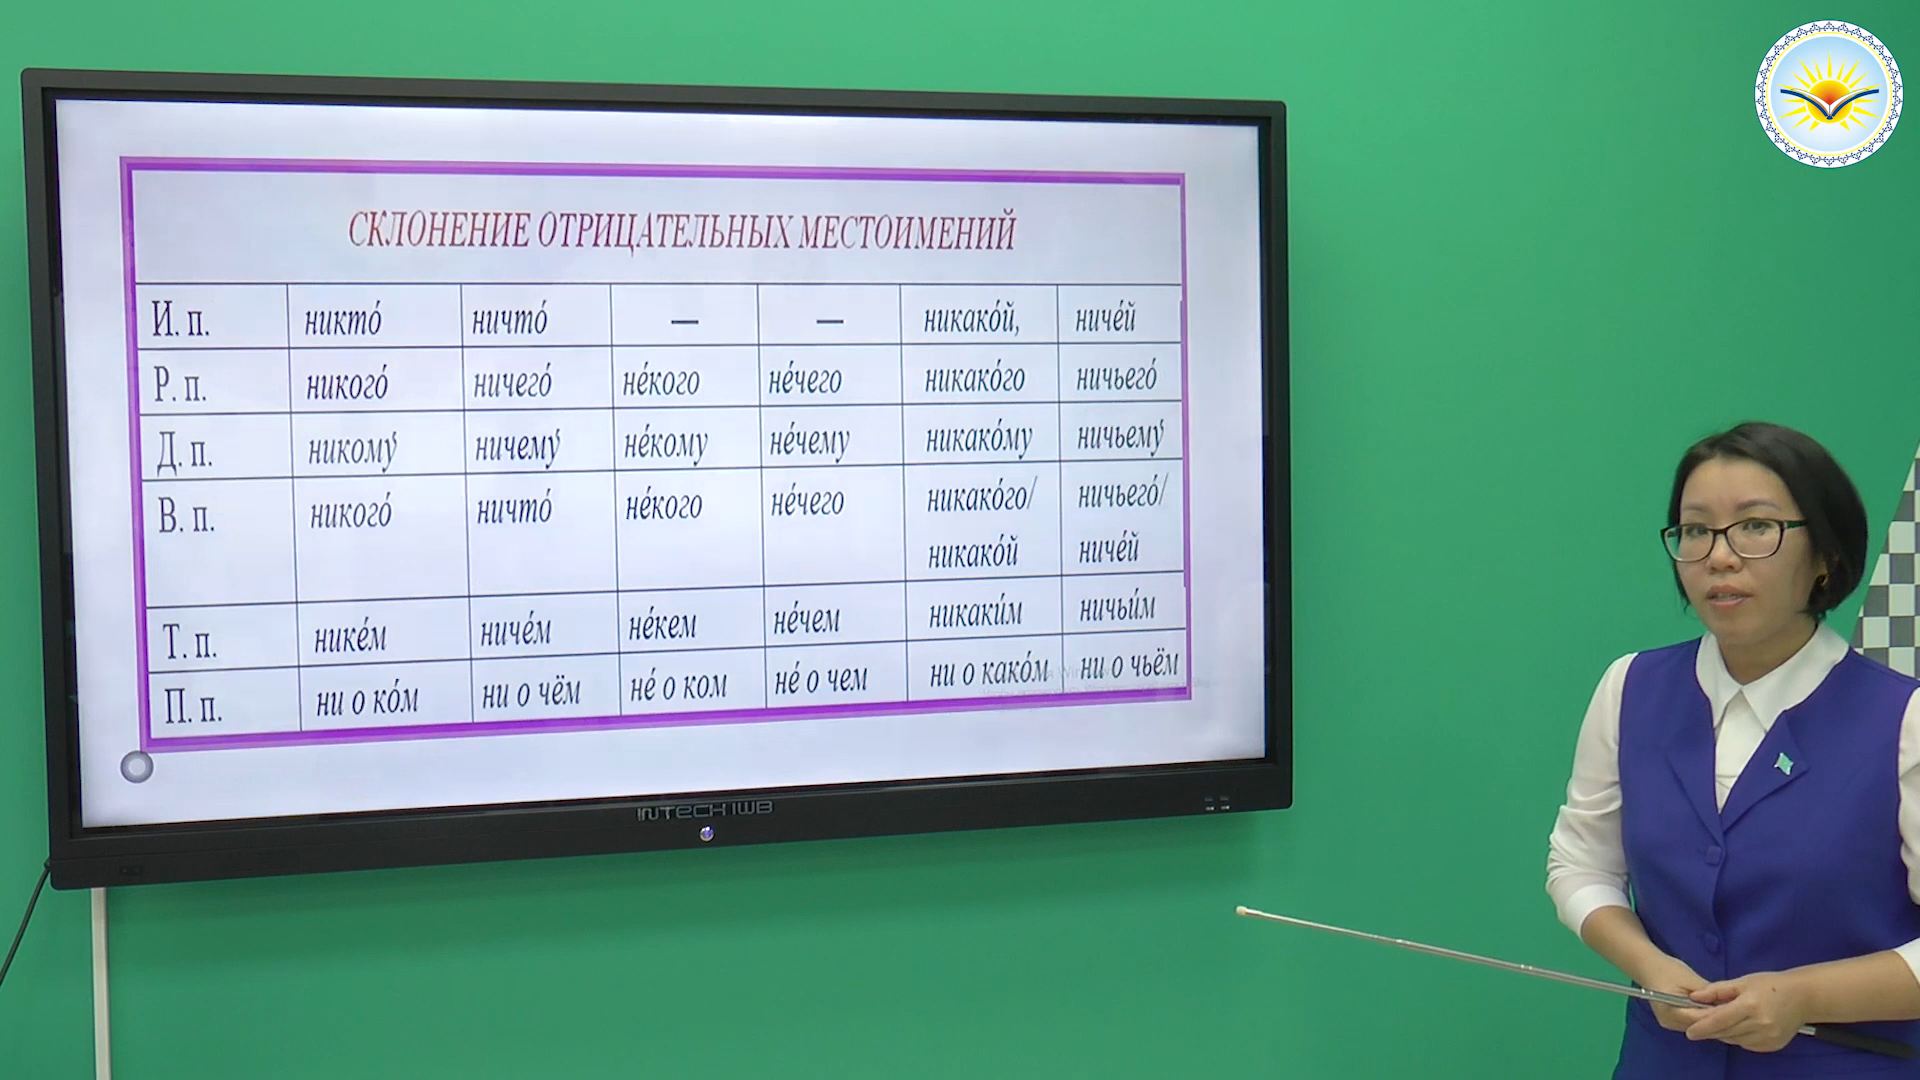 СКЛОНЕНИЕ ОТРИЦАТЕЛЬНЫХ МЕСТОИМЕНИЙ
И. п. никто́ ничто́ — — никако́й, ниче́й
Р. п. никого́ ничего́ не́кого не́чего никако́го ничьего́
Д. п. никому́ ничему́ не́кому не́чему никако́му ничьему́
В. п. никого́ ничто́ не́кого не́чего никако́го/ ничьего́/
никако́й ниче́й
Т. п. нике́м ниче́м не́кем не́чем никаки́м ничьи́м
П. п. ни о ко́м ни о чём не́ о ком не́ о чем ни о како́м ни о чьём
INTECH IWB